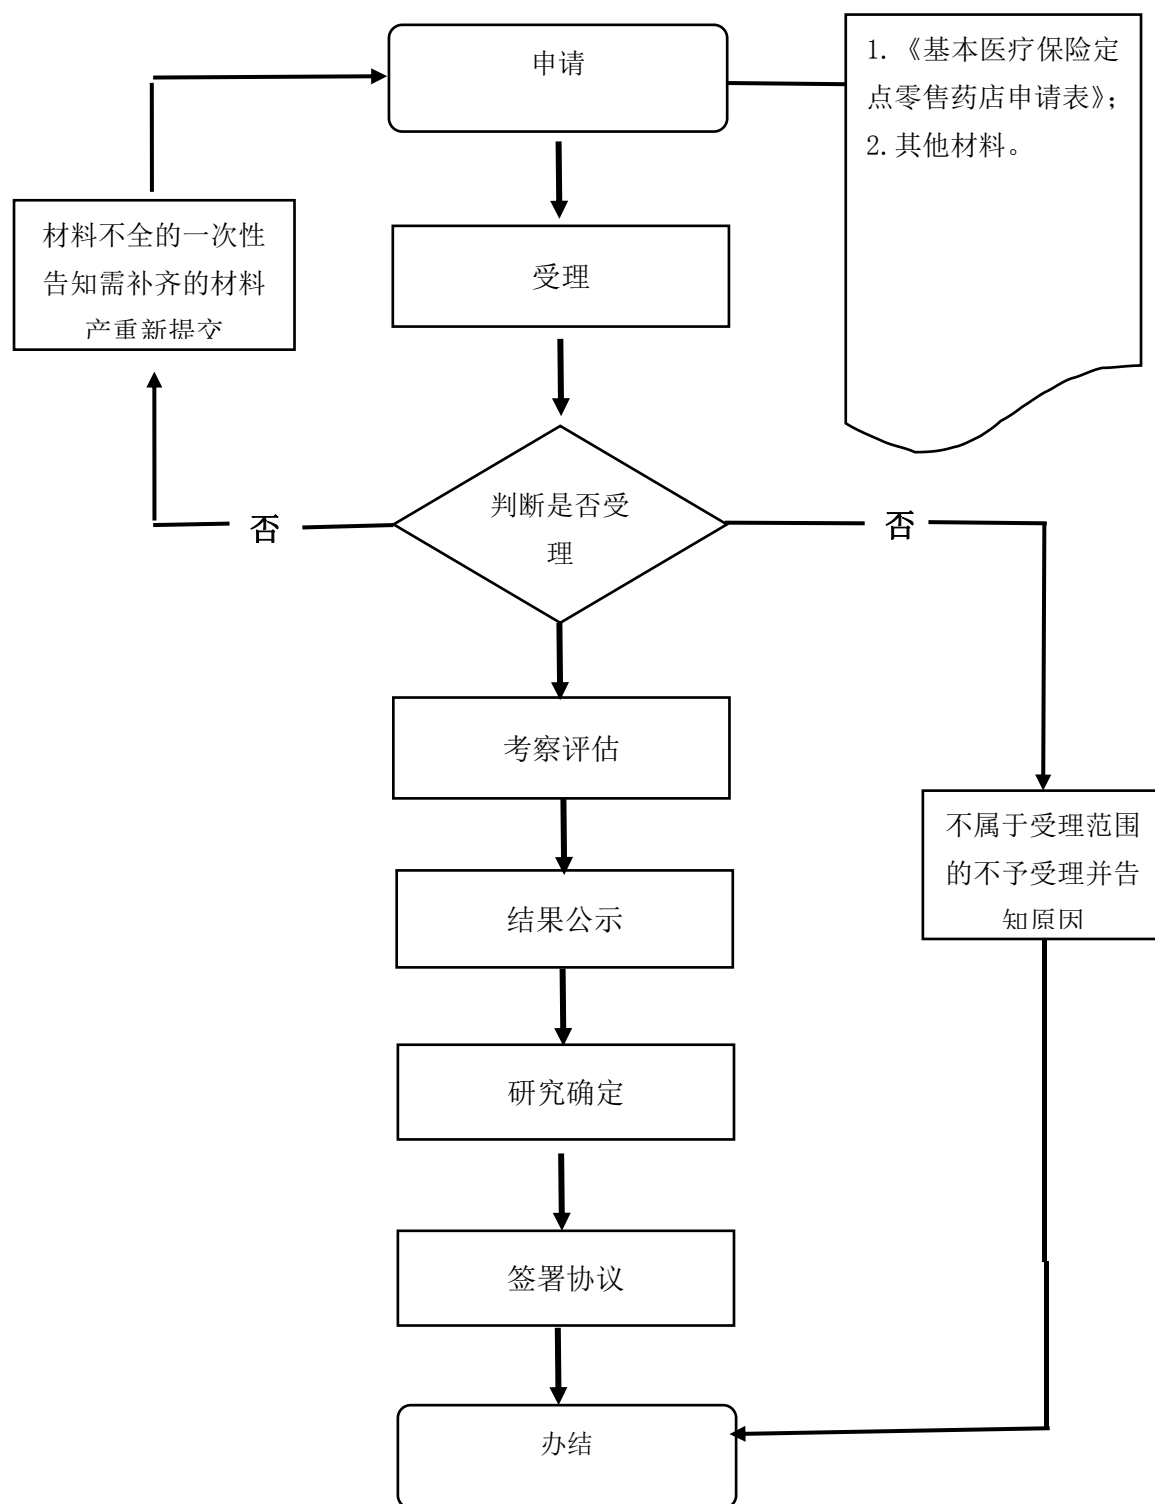 申请
1.《基本医疗保险定
点零售药店申请表》;
2.其他材料。
材料不全的一次性
告知需补齐的材料
产重新提交
受理
判断是否受
理
否
否
考察评估
不属于受理范围
的不予受理并告
知原因
结果公示
研究确定
签署协议
办结